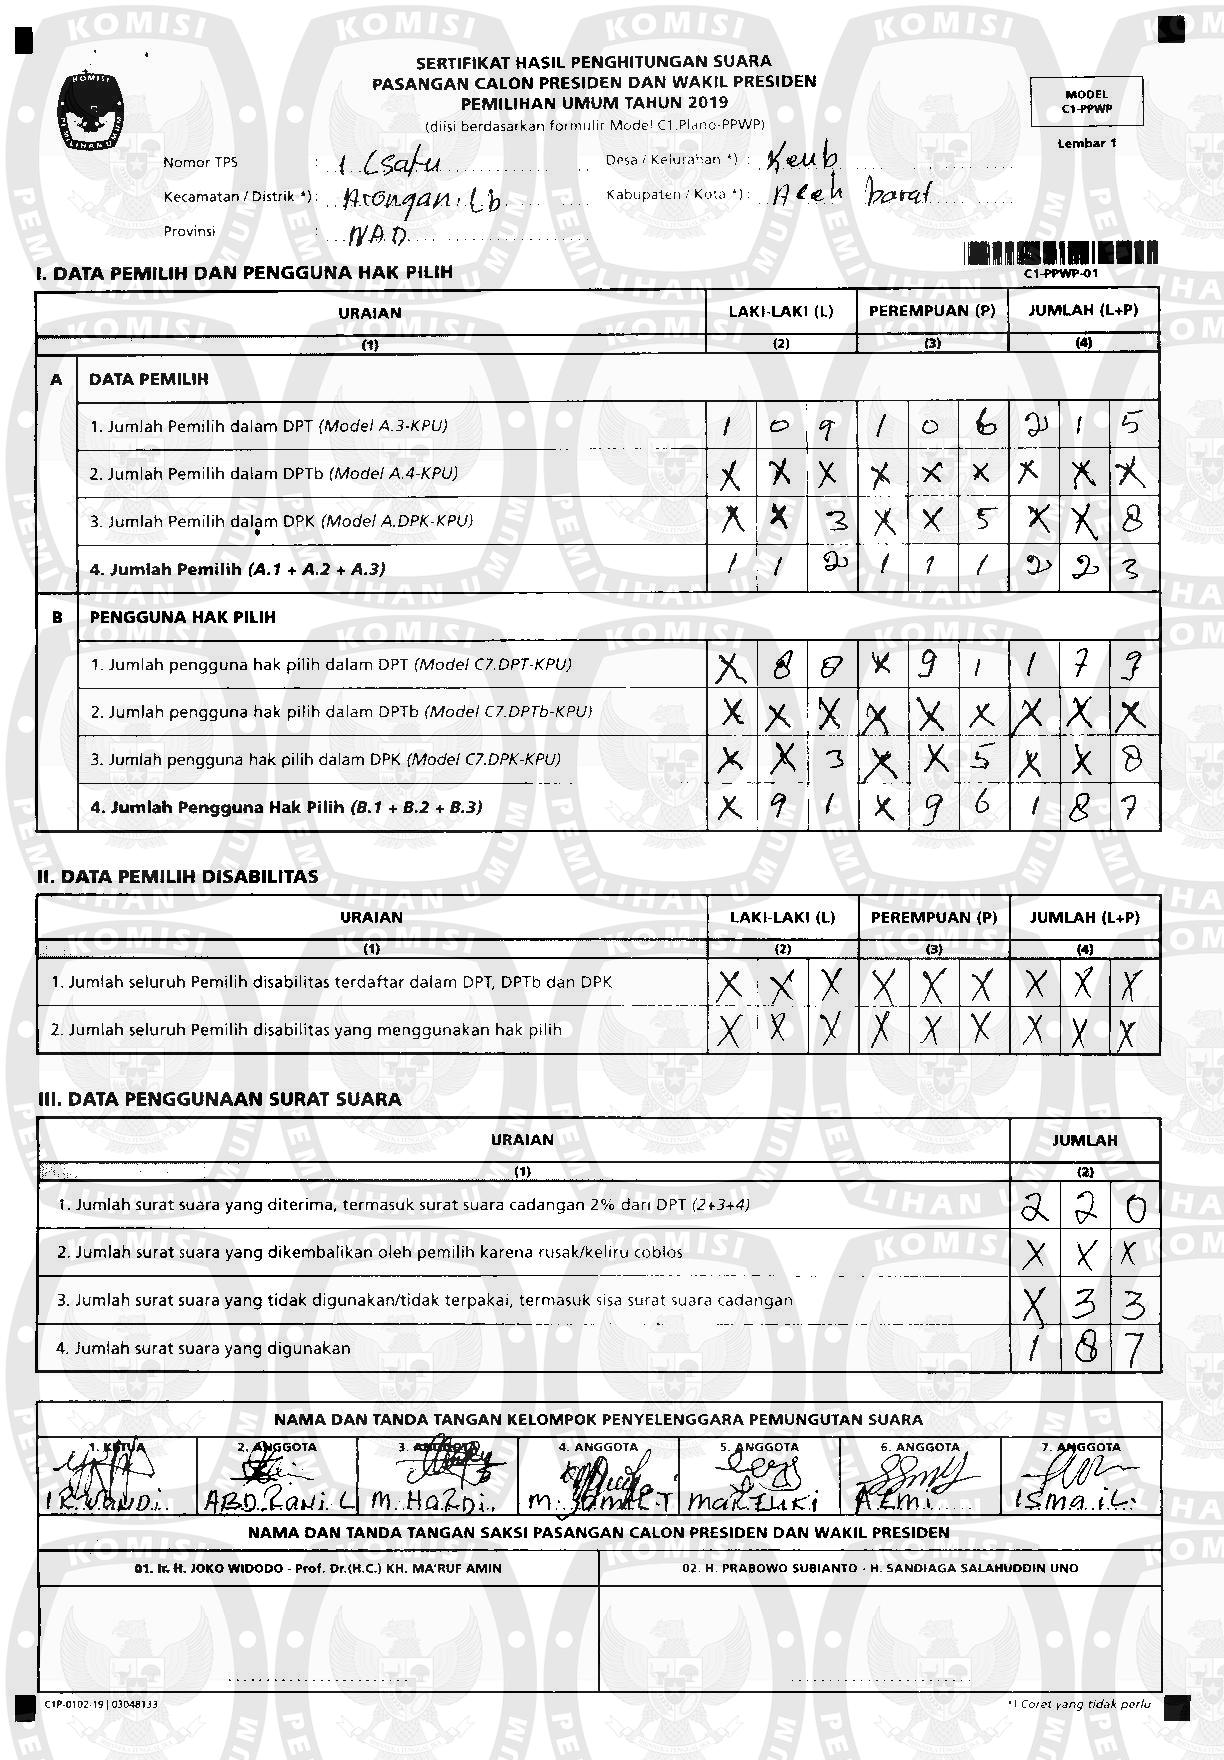 SERTIFIKAT HASIL PENGHITUNGAN SUARA
PASANGAN CALON PRESIDEN DAN WAKIL PRESIDEN
PEMILIHAN UMUM TAHUN 2019
(diisi berdasarkan formulir Model C1.Plano-PPWP)
MODEL
C1-PPWP
Lembar 1
Nomor TPS : 1 (satu Desa / Kelurahan *) : Keub
Kecamatan / Distrik *) : Arongan. Lb. Kabupaten / Kota *) : Aceh barat
Provinsi : NAD
C1-PPWP-01
I. DATA PEMILIH DAN PENGGUNA HAK PILIH
URAIAN LAKI-LAKI (L) PEREMPUAN (P) JUMLAH (L+P)
(1) (2) (3) (4)
A DATA PEMILIH
1. Jumlah Pemilih dalam DPT (Model A.3-KPU) 1 0 9 1 0 6 2 1 5
2. Jumlah Pemilih dalam DPTb (Model A.4-KPU) X X X X X X X X X
3. Jumlah Pemilih dalam DPK (Model A.DPK-KPU) X X 3 X X 5 X X 8
4. Jumlah Pemilih (A.1 + A.2 + A.3) 1 1 2 1 1 1 2 2 3
B PENGGUNA HAK PILIH
1. Jumlah pengguna hak pilih dalam DPT (Model C7.DPT-KPU) X 8 8 X 9 1 1 7 9
2. Jumlah pengguna hak pilih dalam DPTb (Model C7.DPTb-KPU) X X X X X X X X X
3. Jumlah pengguna hak pilih dalam DPK (Model C7.DPK-KPU) X X 3 X X 5 X X 8
4. Jumlah Pengguna Hak Pilih (B.1 + B.2 + B.3) X 9 1 X 9 6 1 8 7
II. DATA PEMILIH DISABILITAS
URAIAN LAKI-LAKI (L) PEREMPUAN (P) JUMLAH (L+P)
(1) (2) (3) (4)
1. Jumlah seluruh Pemilih disabilitas terdaftar dalam DPT, DPTb dan DPK X X X X X X X X X
2. Jumlah seluruh Pemilih disabilitas yang menggunakan hak pilih X X X X X X X X X
III. DATA PENGGUNAAN SURAT SUARA
URAIAN JUMLAH
(1) (2)
1. Jumlah surat suara yang diterima, termasuk surat suara cadangan 2% dari DPT (2+3+4) 2 2 0
2. Jumlah surat suara yang dikembalikan oleh pemilih karena rusak/keliru coblos X X X
3. Jumlah surat suara yang tidak digunakan/tidak terpakai, termasuk sisa surat suara cadangan X 3 3
4. Jumlah surat suara yang digunakan 1 8 7
NAMA DAN TANDA TANGAN KELOMPOK PENYELENGGARA PEMUNGUTAN SUARA
1. KETUA 2. ANGGOTA 3. ANGGOTA 4. ANGGOTA 5. ANGGOTA 6. ANGGOTA 7. ANGGOTA
IRWANDi ABD.RANi L M. HARDi. M. JAMAL.T MARZUKi AZMi ISMAiL.
NAMA DAN TANDA TANGAN SAKSI PASANGAN CALON PRESIDEN DAN WAKIL PRESIDEN
01. Ir. H. JOKO WIDODO - Prof. Dr.(H.C.) KH. MA'RUF AMIN 02. H. PRABOWO SUBIANTO - H. SANDIAGA SALAHUDDIN UNO
C1P-0102-19 | 03048133 *) Coret yang tidak perlu